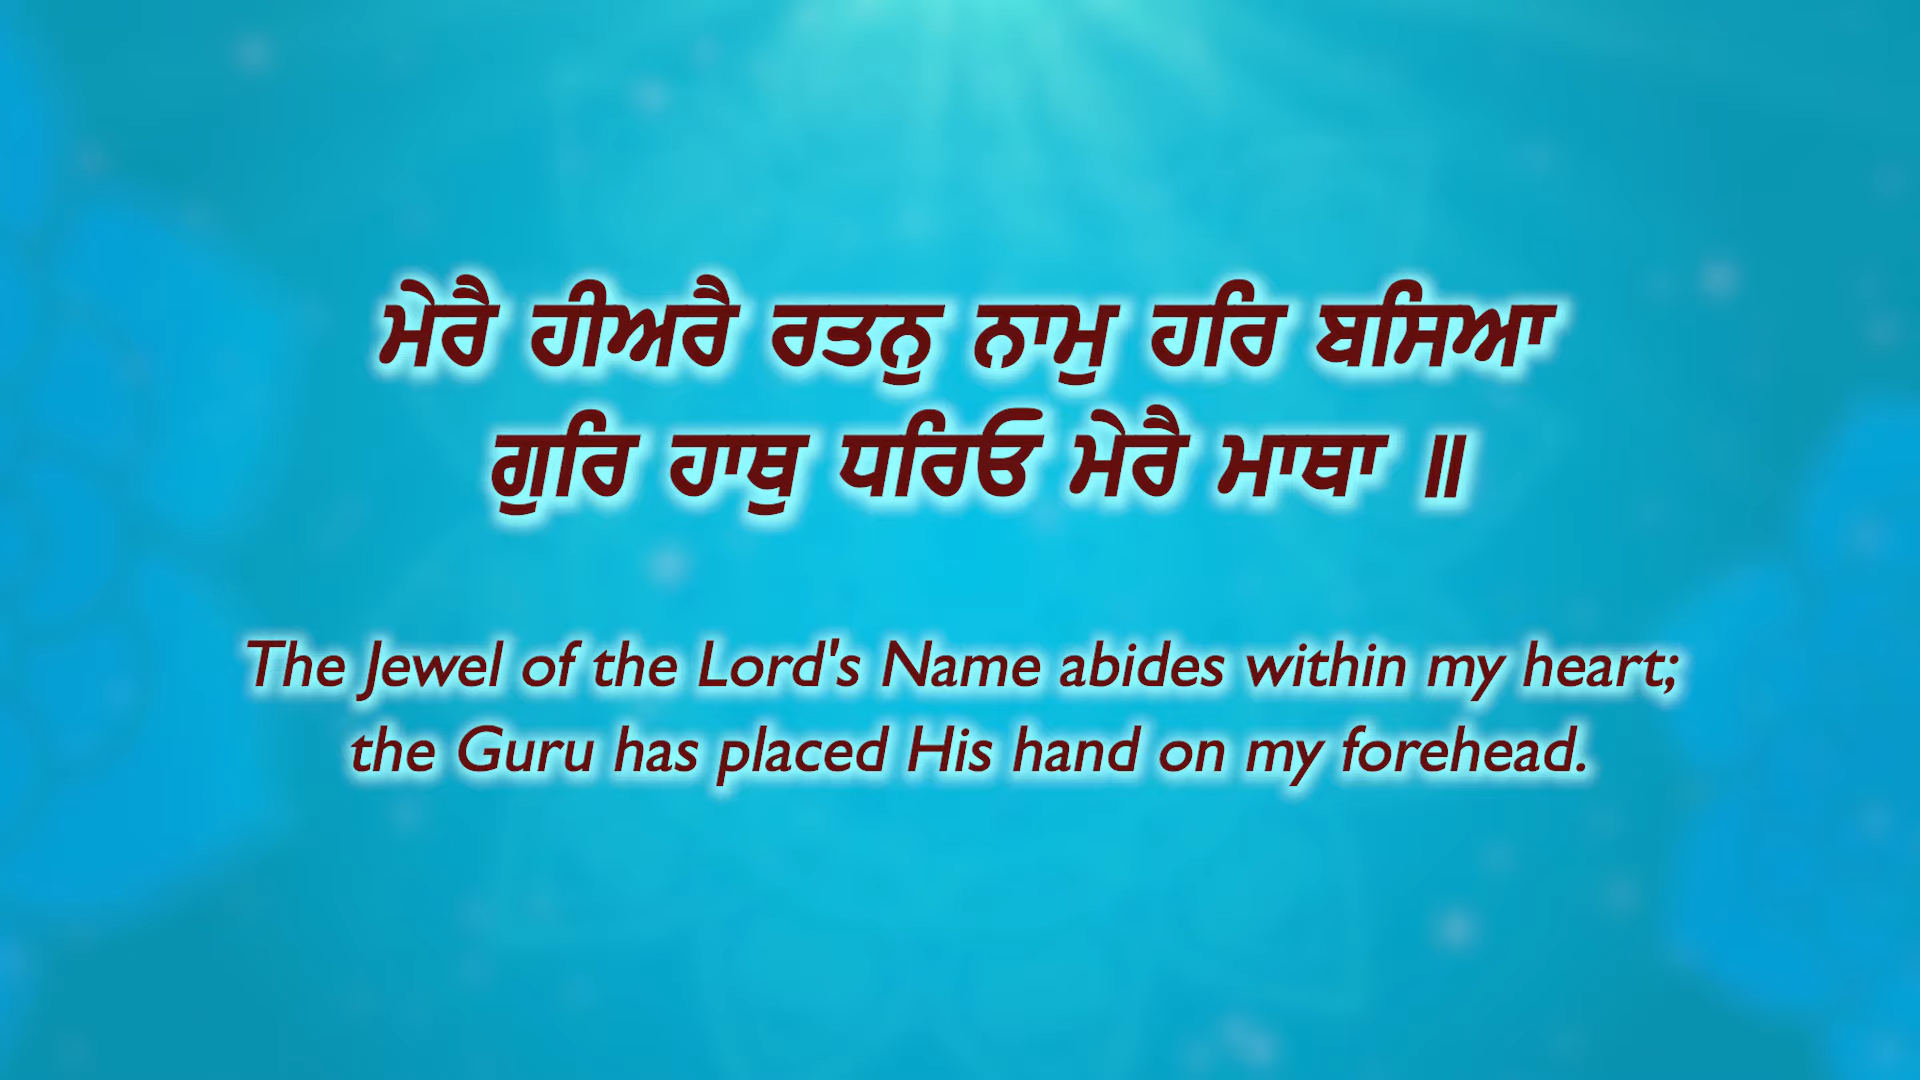 ਮੇਰੈ ਹੀਅਰੈ ਰਤਨੁ ਨਾਮੁ ਹਰਿ ਬਸਿਆ
ਗੁਰਿ ਹਾਥੁ ਧਰਿਓ ਮੇਰੈ ਮਾਥਾ ॥
The Jewel of the Lord's Name abides within my heart;
the Guru has placed His hand on my forehead.